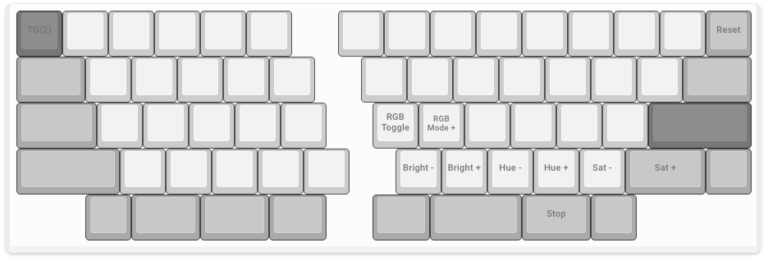 TG(2)
Reset
RGB
Toggle
RGB
Mode +
Bright -
Bright +
Hue -
Hue +
Sat -
Sat +
Stop